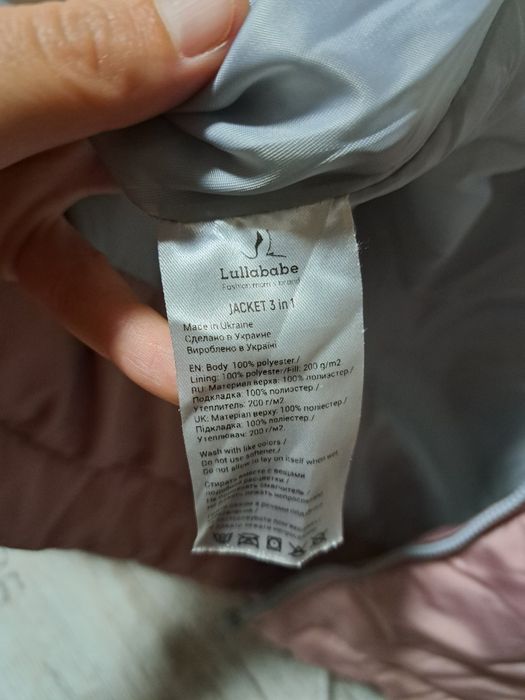 Lullababe
Fashion mom's brand
JACKET 3 in 1
Made in Ukraine
Сделано в Украине
Вироблено в Україні
EN: Body 100% polyester/
Lining: 100% polyester/Fill: 200 g/m2
RU: Материал верха: 100% полиэстер/
Подкладка: 100% полиэстер./
Утеплитель: 200 г/м2
UK: Матеріал верху: 100% поліестер/
Підкладка: 100% поліестер./
Утеплювач: 200 г/м2.
Wash with like colors /
Do not use softener./
Do not allow to lay on itself when wet
Стирать вместе с вещами
подобной расцветки /